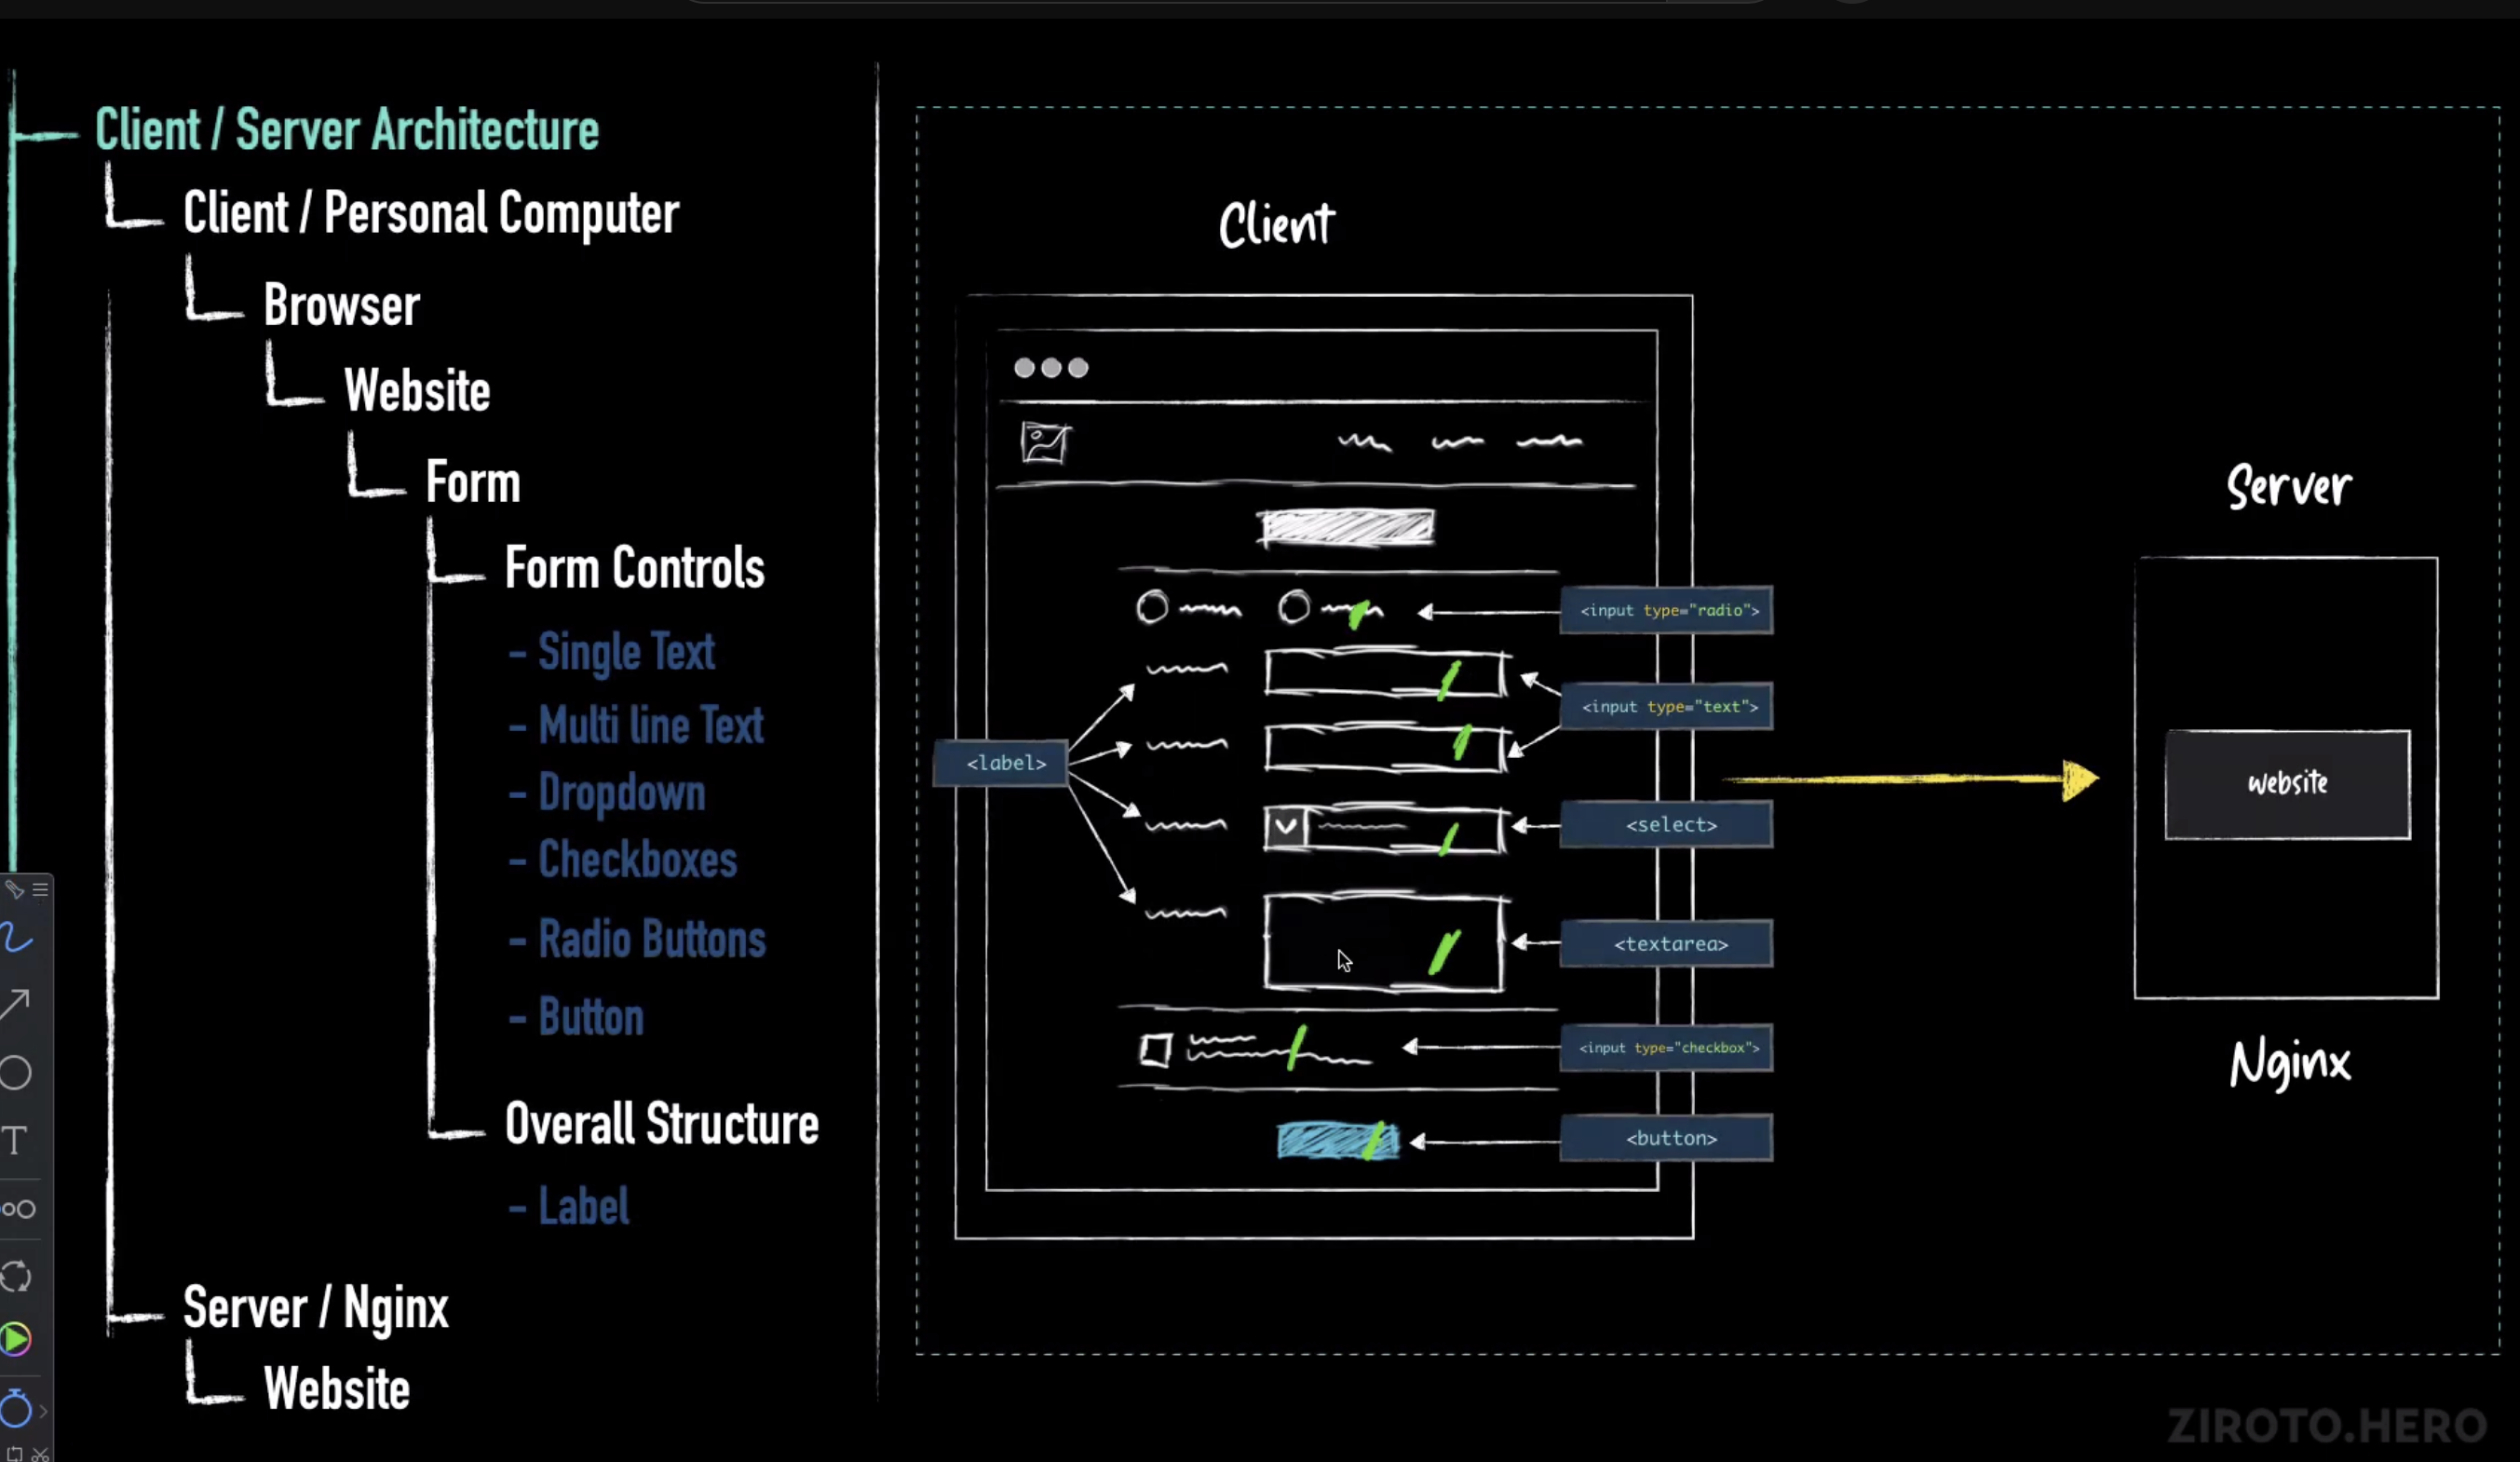 Client / Server Architecture
Client / Personal Computer
Browser
Website
Form
Form Controls
- Single Text
- Multi line Text
- Dropdown
- Checkboxes
- Radio Buttons
- Button
Overall Structure
- Label
Server / Nginx
Website
Client
<input type="radio">
<input type="text">
<label>
<select>
<textarea>
<input type="checkbox">
<button>
Server
website
Nginx
T
ZIROTO.HERO